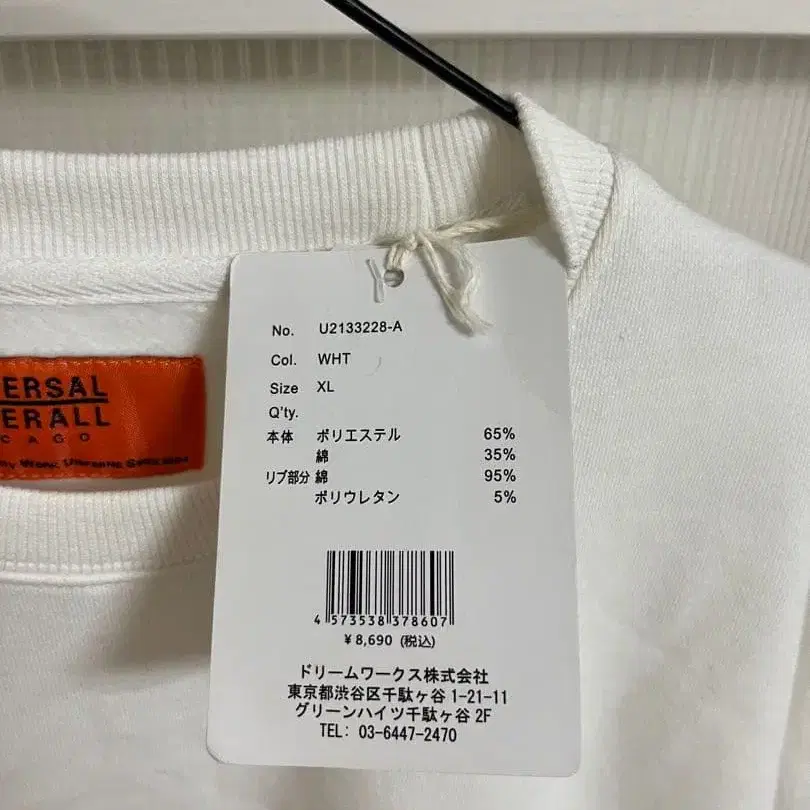 ERSAL
ERALL
CAGO
No. U2133228-A
Col. WHT
Size XL
Q'ty.
本体 ポリエステル 65%
綿 35%
リブ部分 綿 95%
ポリウレタン 5%
4 573538 378607
¥8,690 (税込)
ドリームワークス株式会社
東京都渋谷区千駄ヶ谷 1-21-11
グリーンハイツ千駄ヶ谷 2F
TEL: 03-6447-2470